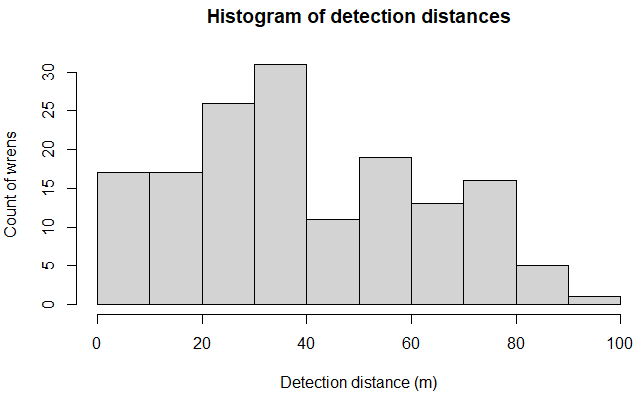 Histogram of detection distances
Count of wrens
30
25
20
15
10
5
0
0 20 40 60 80 100
Detection distance (m)